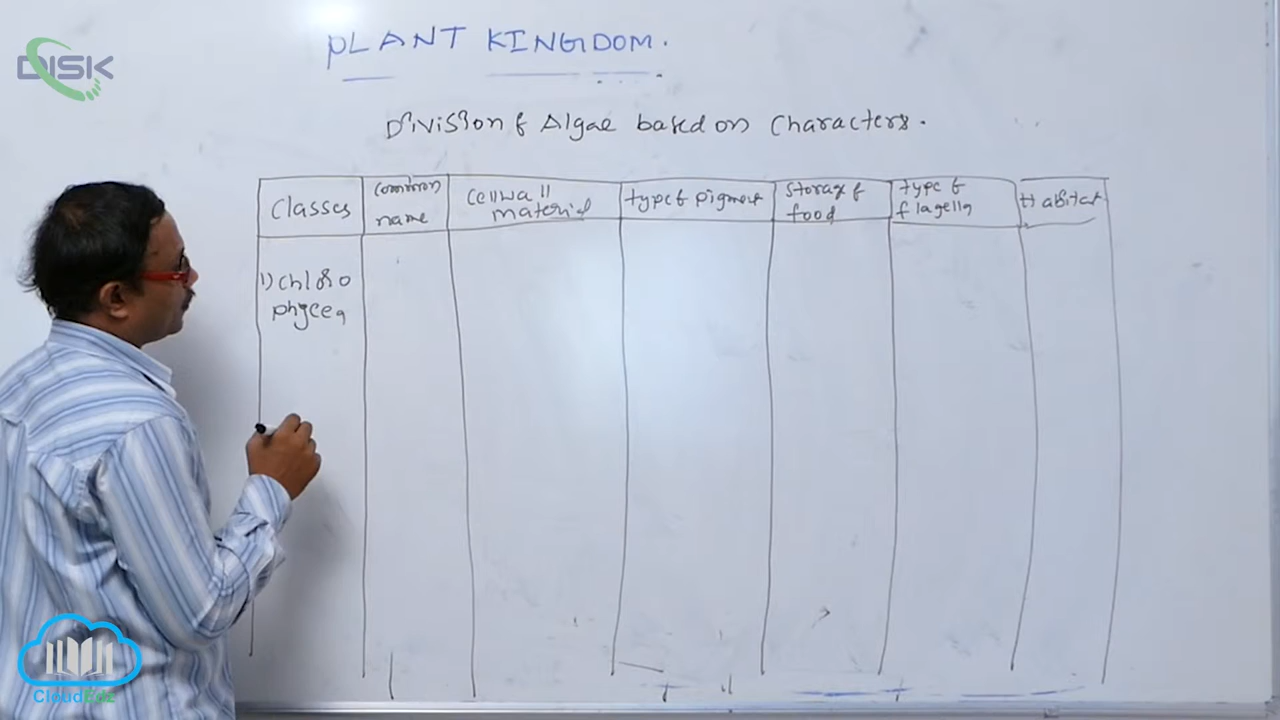 DISK
PLANT KINGDOM.
Division of Algae based on Characters.
Classes
common
name
Cellwall
material
type of pigment
Storage of
food
type of
flagella
Habitat
1) Chloro
phycea
CloudEdz